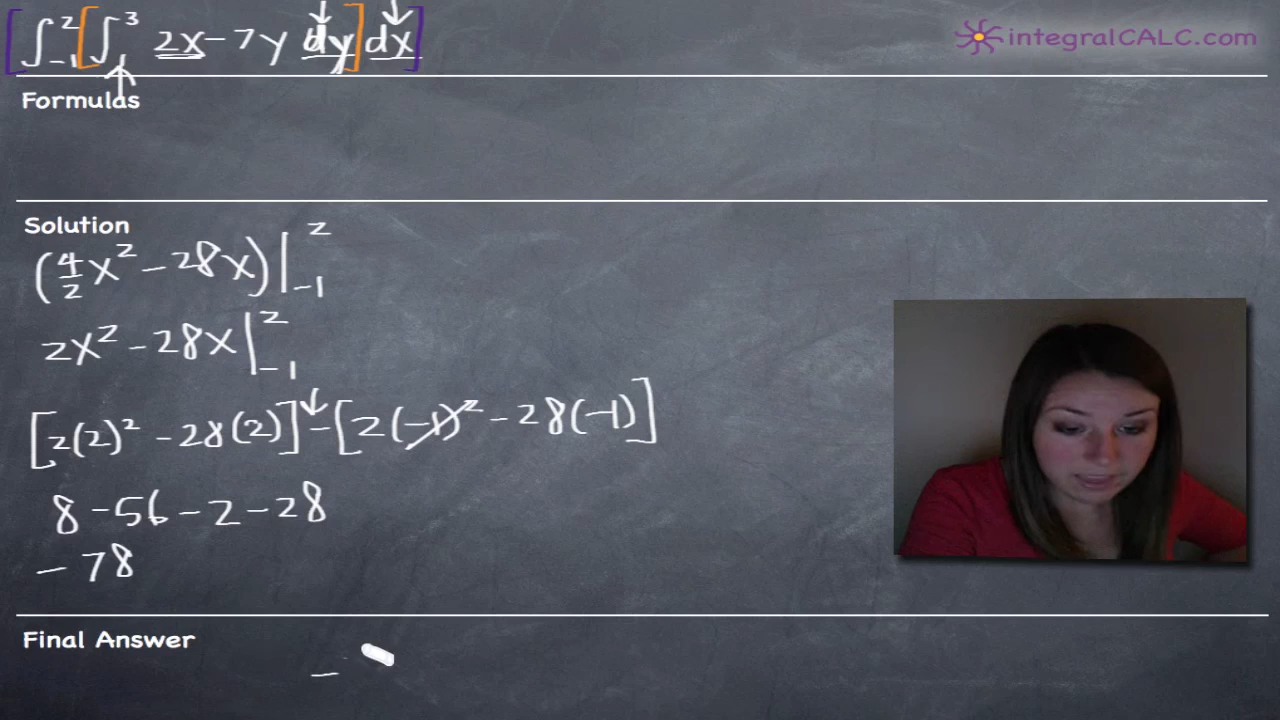 [∫₋₁² [∫₁³ 2x - 7y dy] dx]
integralCALC.com
Formulas
Solution
(4/2 x² - 28x)|₋₁²
2x² - 28x|₋₁²
[2(2)² - 28(2)] - [2(-1)² - 28(-1)]
8 - 56 - 2 - 28
- 78
Final Answer
-